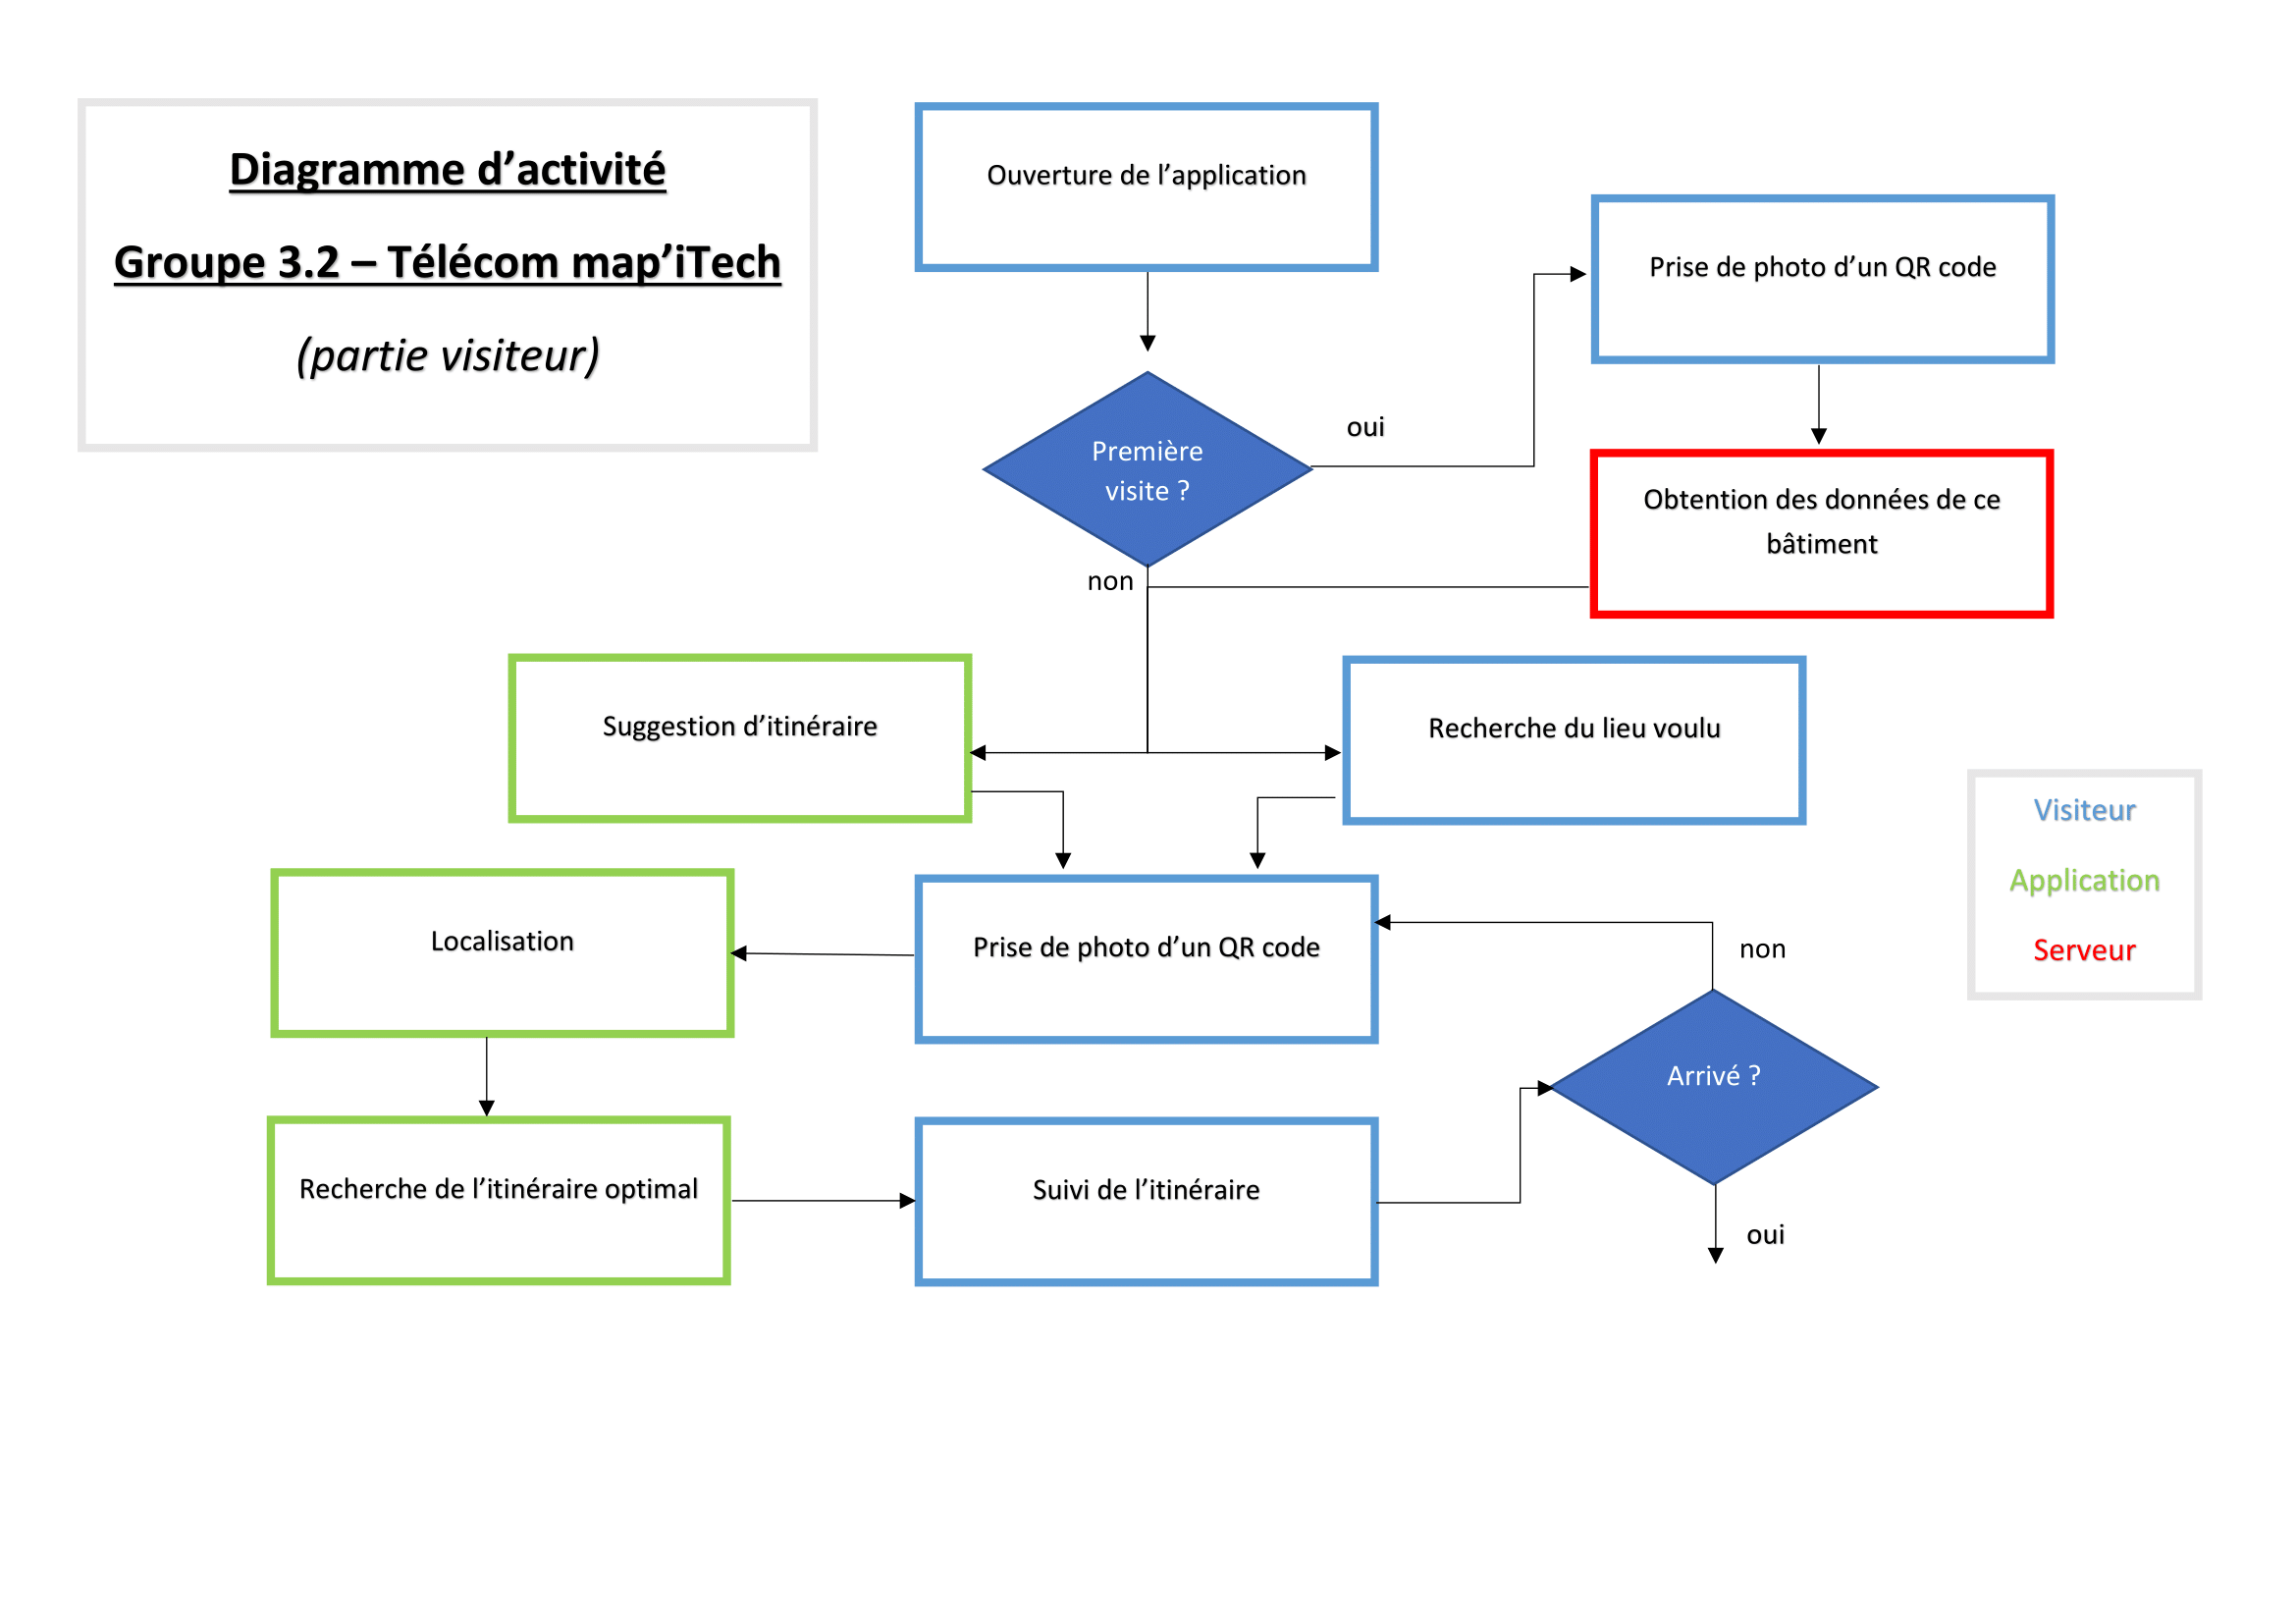 Diagramme d’activité
Groupe 3.2 – Télécom map’iTech
(partie visiteur)
Ouverture de l’application
Prise de photo d’un QR code
Première
visite ?
oui
Obtention des données de ce
bâtiment
non
Suggestion d’itinéraire
Recherche du lieu voulu
Visiteur
Application
Serveur
Localisation
Prise de photo d’un QR code
non
Arrivé ?
Recherche de l’itinéraire optimal
Suivi de l’itinéraire
oui